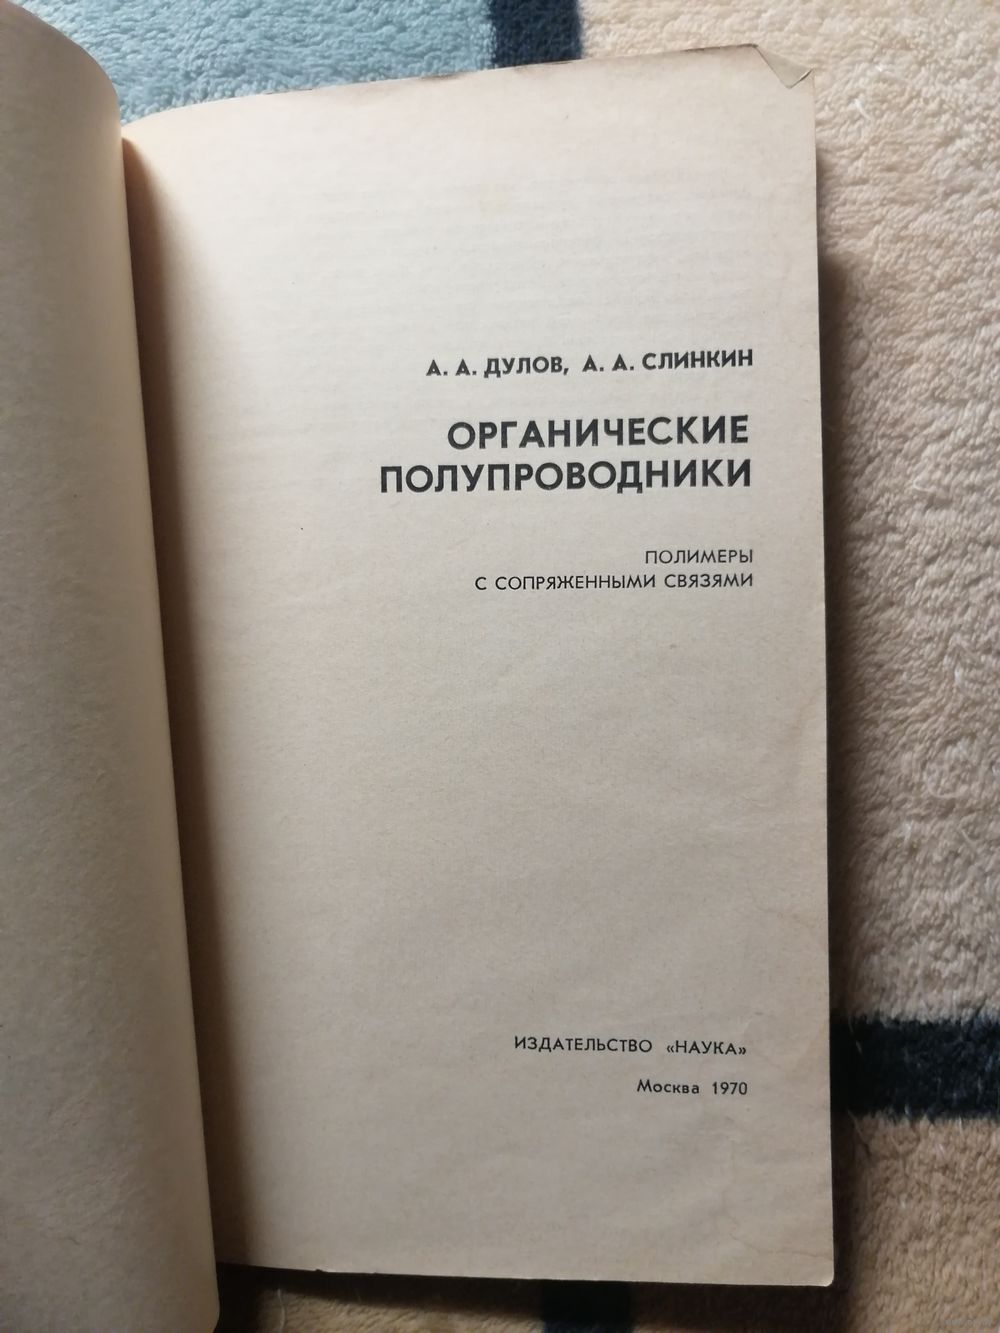 А. А. ДУЛОВ, А. А. СЛИНКИН
ОРГАНИЧЕСКИЕ
ПОЛУПРОВОДНИКИ
ПОЛИМЕРЫ
С СОПРЯЖЕННЫМИ СВЯЗЯМИ
ИЗДАТЕЛЬСТВО «НАУКА»
Москва 1970